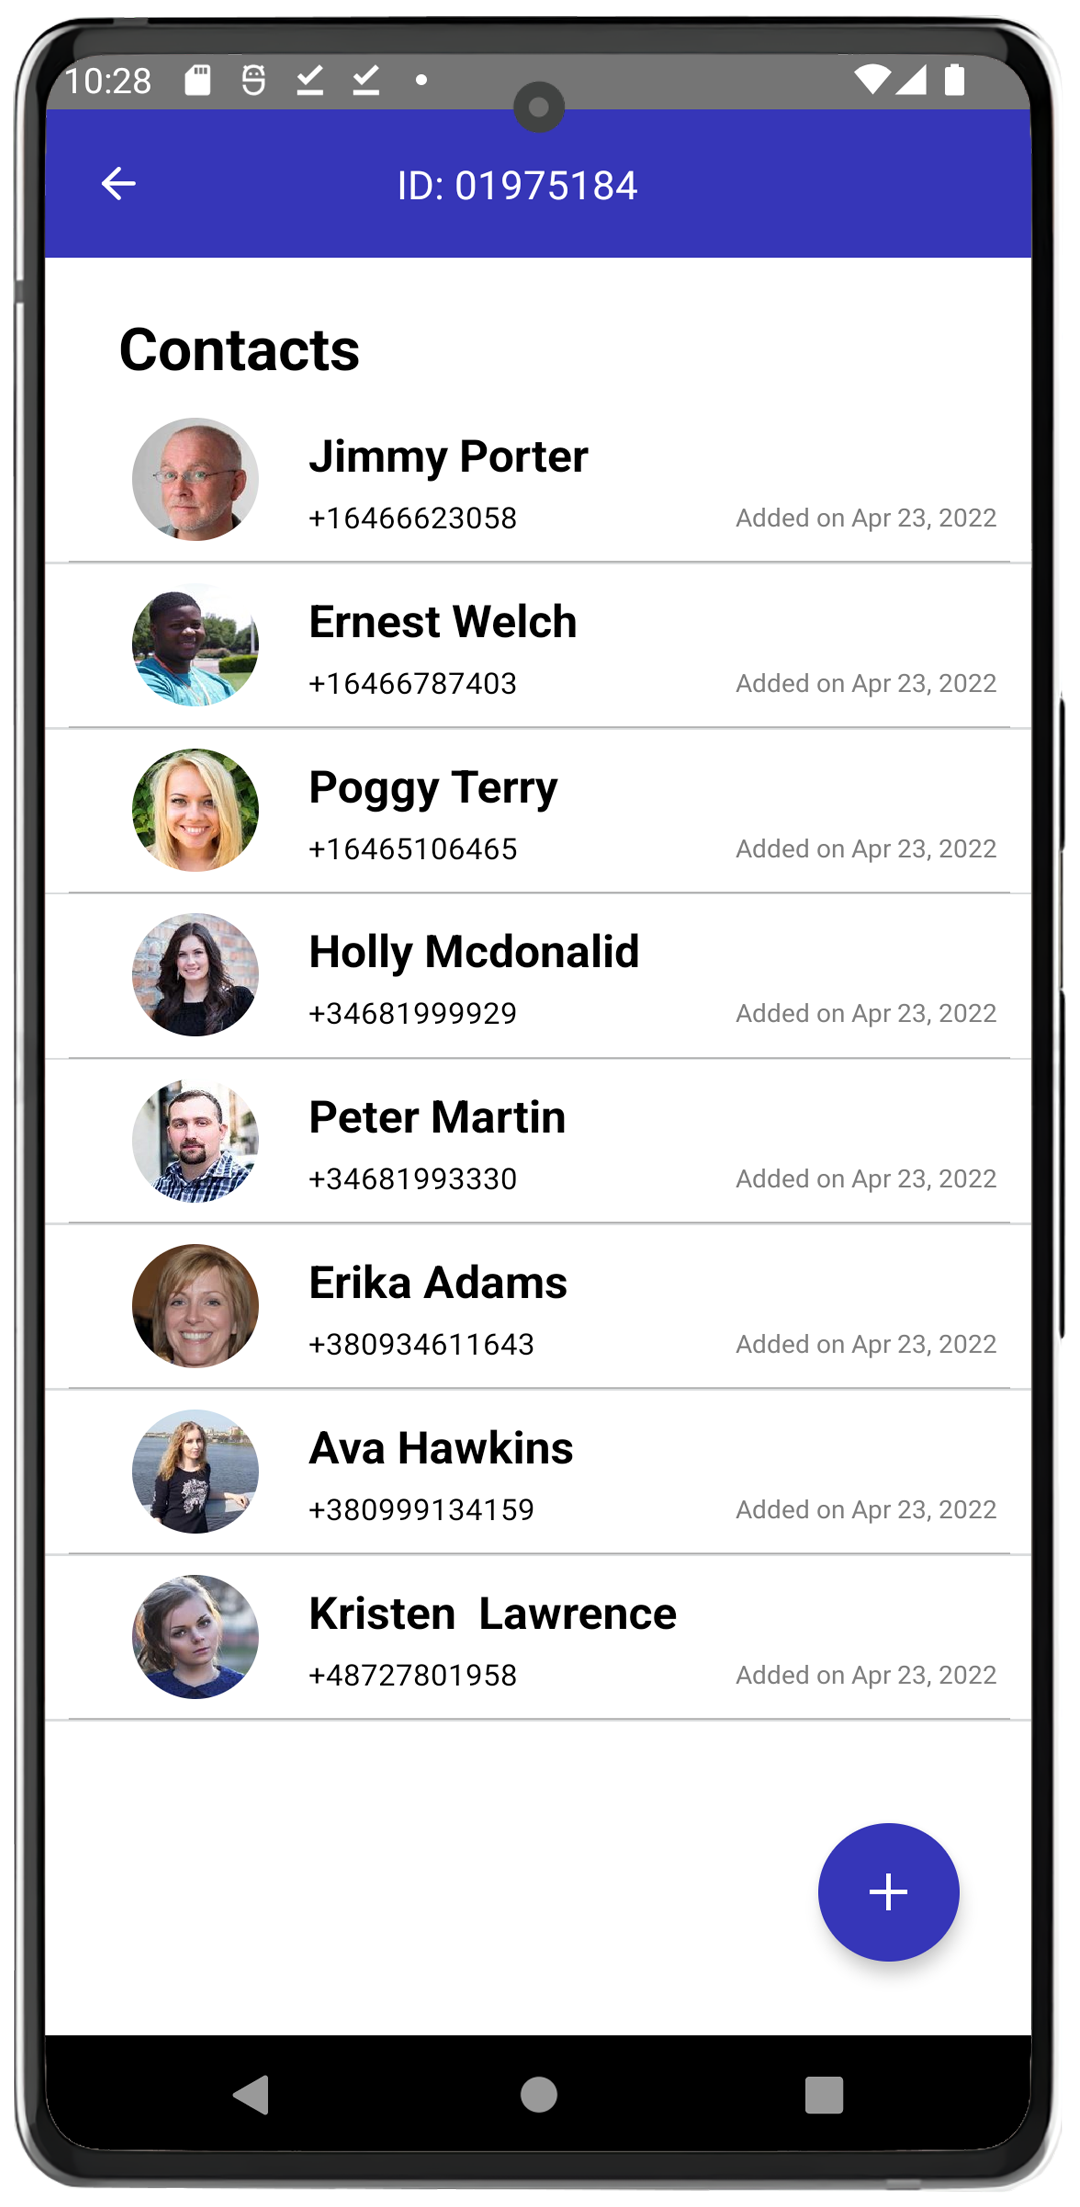 10:28
ID: 01975184
Contacts
Jimmy Porter
+16466623058 Added on Apr 23, 2022
Ernest Welch
+16466787403 Added on Apr 23, 2022
Poggy Terry
+16465106465 Added on Apr 23, 2022
Holly Mcdonalid
+34681999929 Added on Apr 23, 2022
Peter Martin
+34681993330 Added on Apr 23, 2022
Erika Adams
+380934611643 Added on Apr 23, 2022
Ava Hawkins
+380999134159 Added on Apr 23, 2022
Kristen  Lawrence
+48727801958 Added on Apr 23, 2022